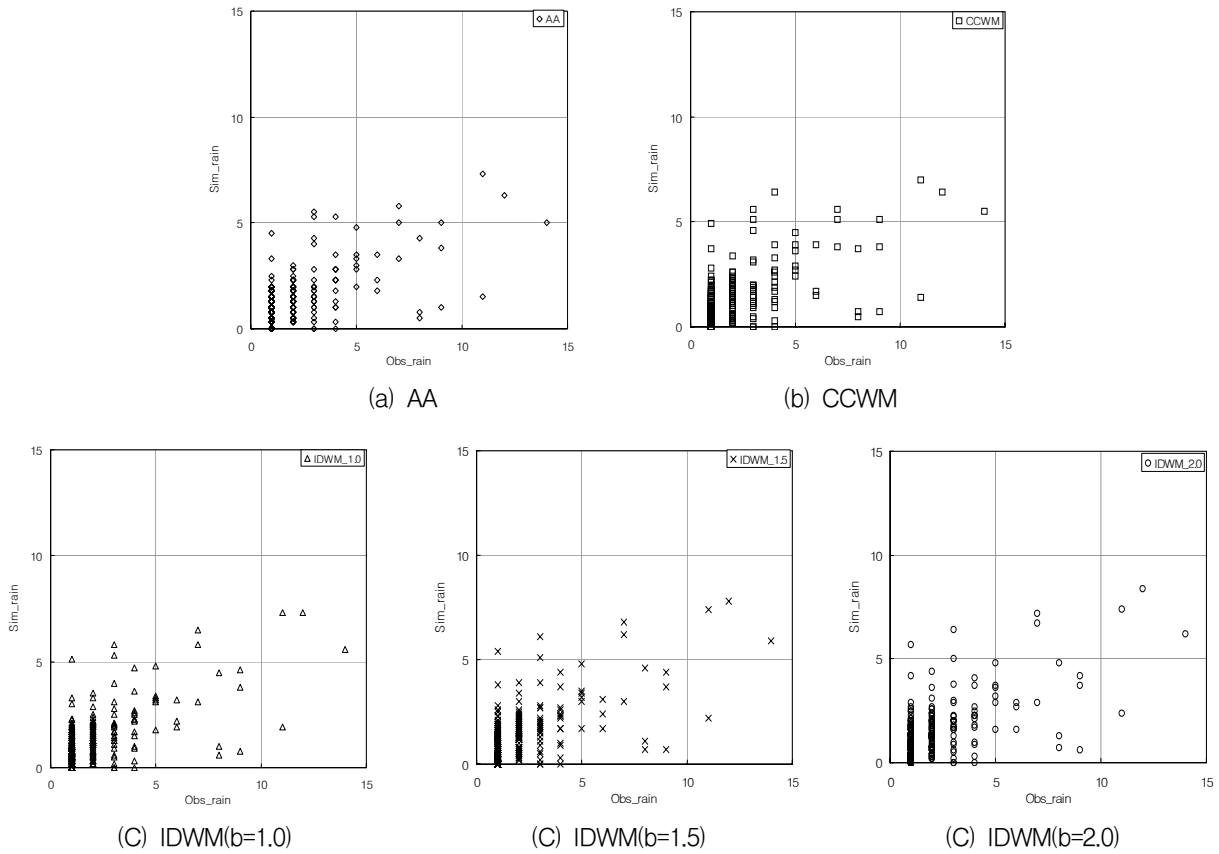 15
AA
10
Sim_rain
5
0
0
5
10
15
Obs_rain
(a) AA
15
CCWM
10
Sim_rain
5
0
0
5
10
15
Obs_rain
(b) CCWM
15
IDWM_1.0
10
Sim_rain
5
0
0
5
10
15
Obs_rain
(C) IDWM(b=1.0)
15
IDWM_1.5
10
Sim_rain
5
0
0
5
10
15
Obs_rain
(C) IDWM(b=1.5)
15
IDWM_2.0
10
Sim_rain
5
0
0
5
10
15
Obs_rain
(C) IDWM(b=2.0)